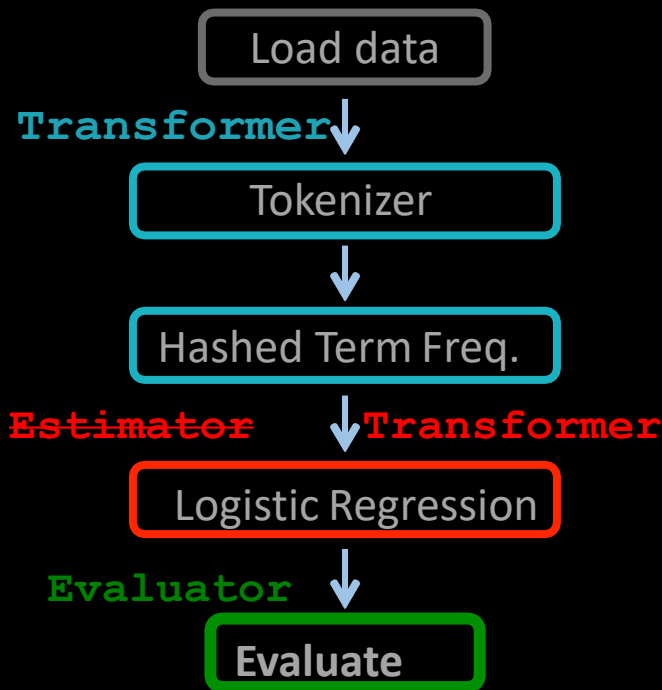 Load data
Transformer
Tokenizer
Hashed Term Freq.
Estimator Transformer
Logistic Regression
Evaluator
Evaluate